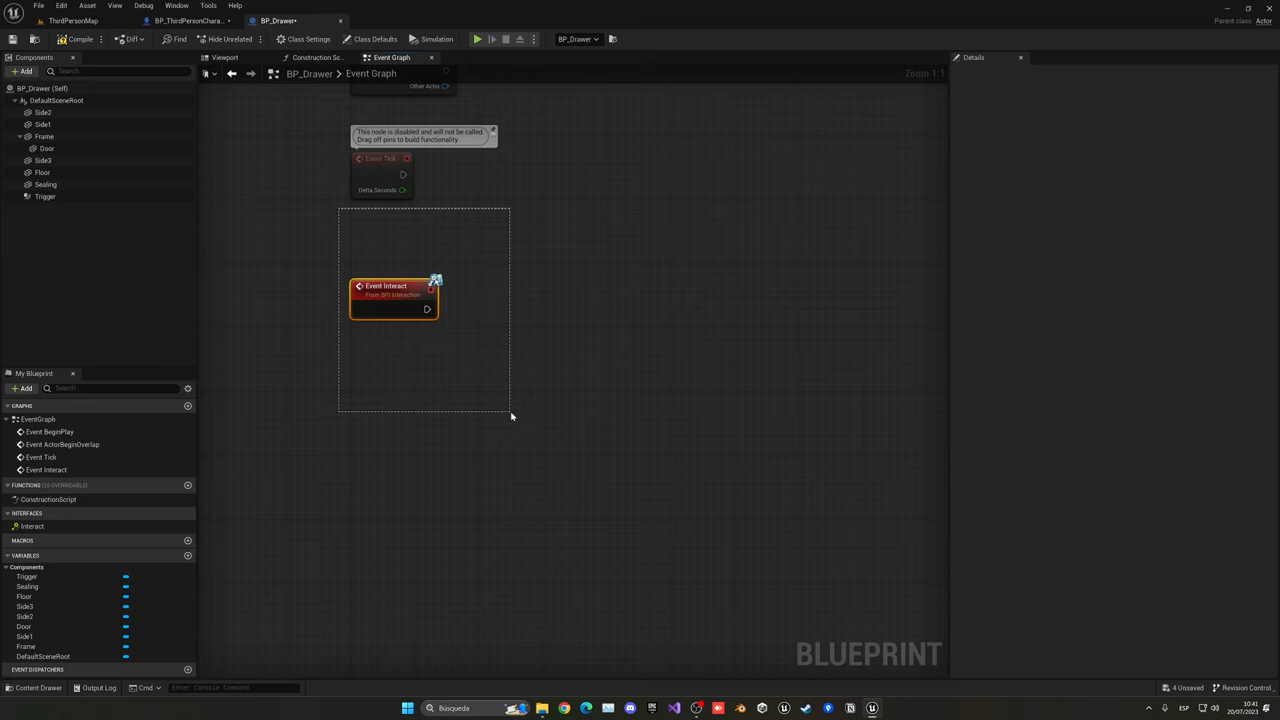 File Edit Asset View Debug Window Tools Help
ThirdPersonMap BP_ThirdPersonChara... • BP_Drawer•
Parent class: Actor
Compile Diff Find Hide Unrelated Class Settings Class Defaults Simulation BP_Drawer
Components
Viewport Construction Sc... Event Graph
Details
Add Search
BP_Drawer > Event Graph
Zoom 1:1
BP_Drawer (Self)
DefaultSceneRoot
Side2
Side1
Frame
Door
Side3
Floor
Sealing
Trigger
Other Actor
This node is disabled and will not be called.
Drag off pins to build functionality.
Event Tick
Delta Seconds
Event Interact
From BPI Interaction
My Blueprint
Add Search
GRAPHS
EventGraph
Event BeginPlay
Event ActorBeginOverlap
Event Tick
Event Interact
FUNCTIONS (20 OVERRIDABLE)
ConstructionScript
INTERFACES
Interact
MACROS
VARIABLES
Components
Trigger
Sealing
Floor
Side3
Side2
Door
Side1
Frame
DefaultSceneRoot
EVENT DISPATCHERS
BLUEPRINT
Content Drawer Output Log Cmd Enter Console Command
4 Unsaved Revision Control
Búsqueda
ESP
10:41
20/07/2023